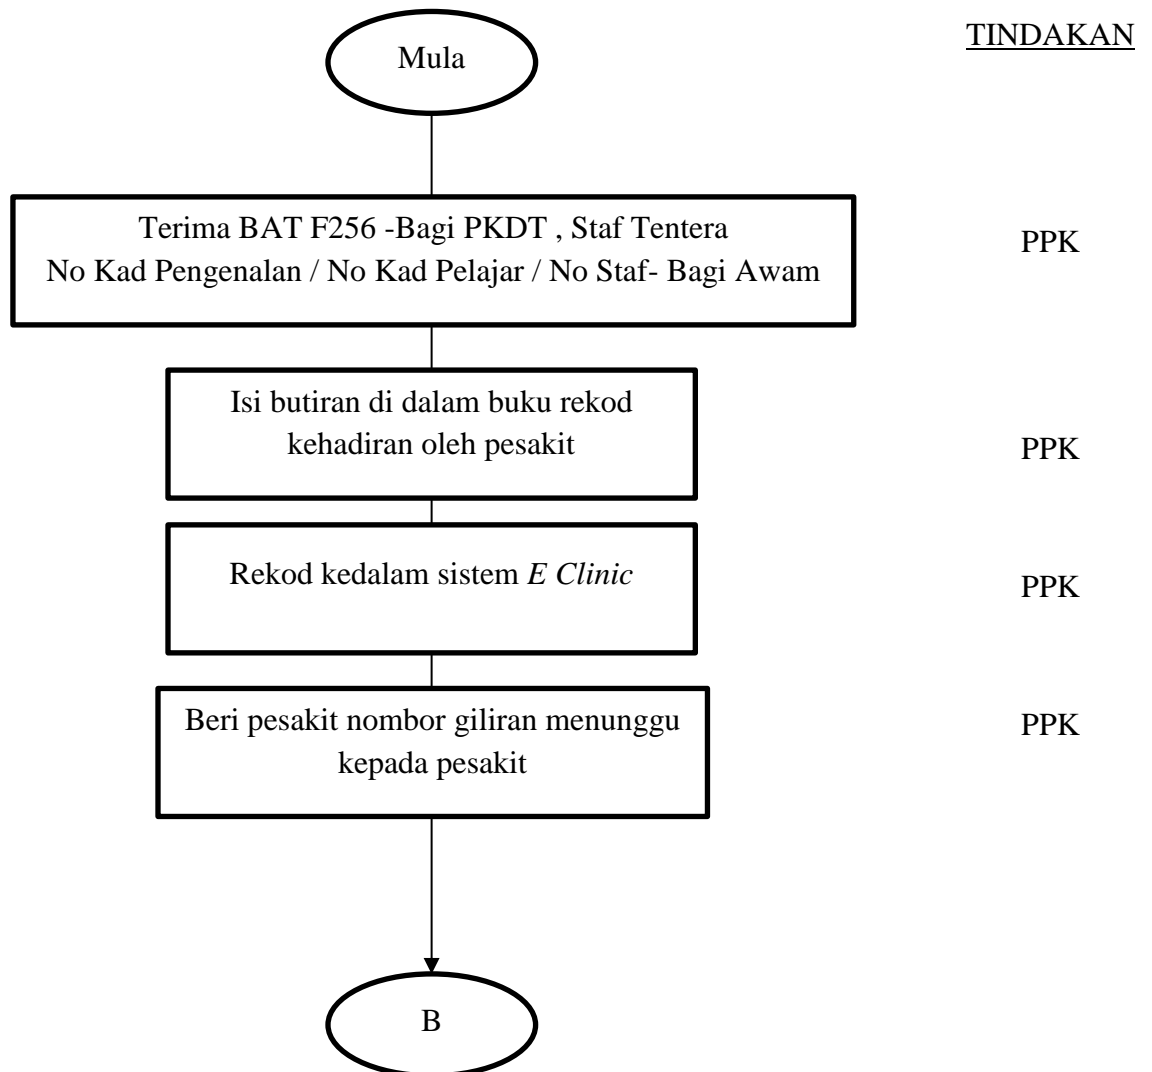 Mula
TINDAKAN
Terima BAT F256 -Bagi PKDT , Staf Tentera
No Kad Pengenalan / No Kad Pelajar / No Staf- Bagi Awam
PPK
Isi butiran di dalam buku rekod
kehadiran oleh pesakit
PPK
Rekod kedalam sistem E Clinic
PPK
Beri pesakit nombor giliran menunggu
kepada pesakit
PPK
B